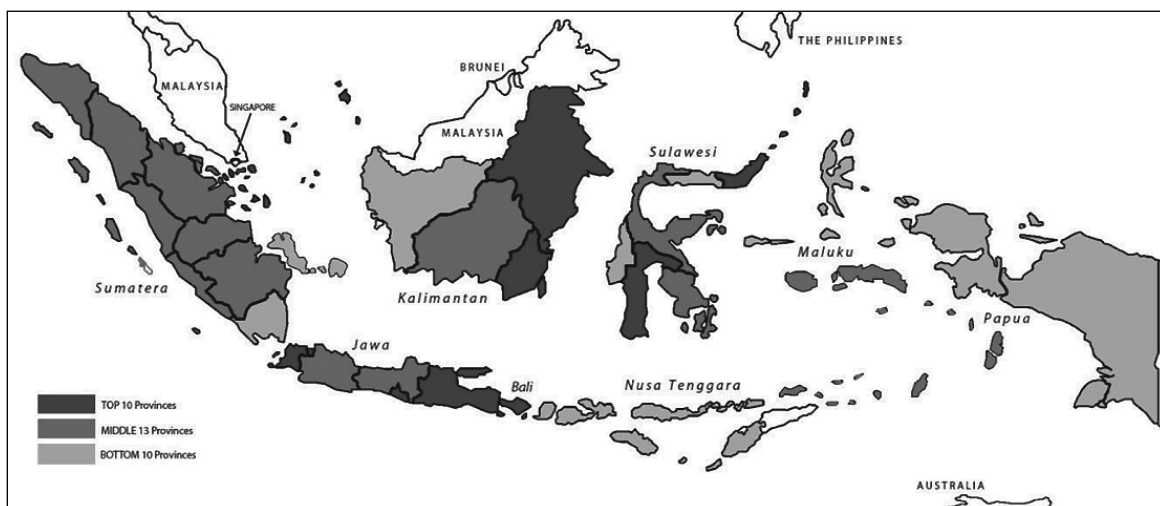 THE PHILIPPINES
BRUNEI
MALAYSIA
SINGAPORE
MALAYSIA
Sulawesi
Maluku
Sumatera
Kalimantan
Papua
Jawa
Bali
Nusa Tenggara
TOP 10 Provinces
MIDDLE 13 Provinces
BOTTOM 10 Provinces
AUSTRALIA